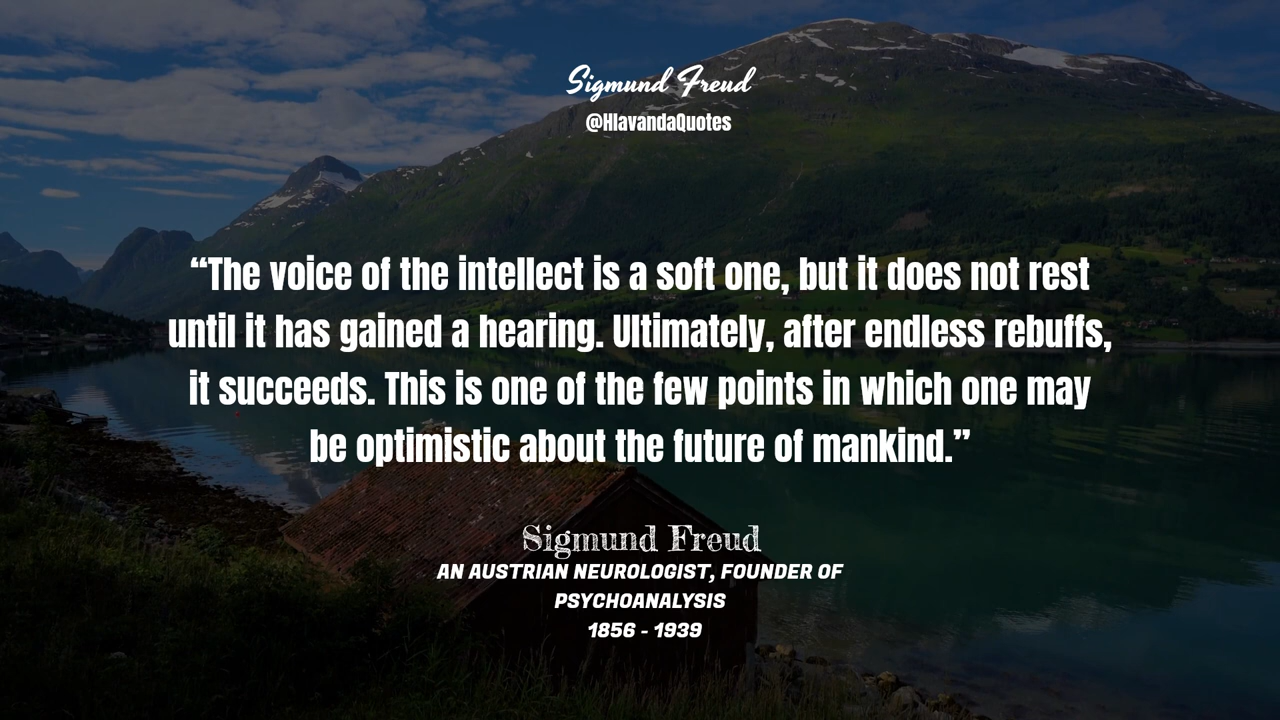 Sigmund Freud
@HlavandaQuotes
“The voice of the intellect is a soft one, but it does not rest
until it has gained a hearing. Ultimately, after endless rebuffs,
it succeeds. This is one of the few points in which one may
be optimistic about the future of mankind.”
Sigmund Freud
AN AUSTRIAN NEUROLOGIST, FOUNDER OF
PSYCHOANALYSIS
1856 - 1939